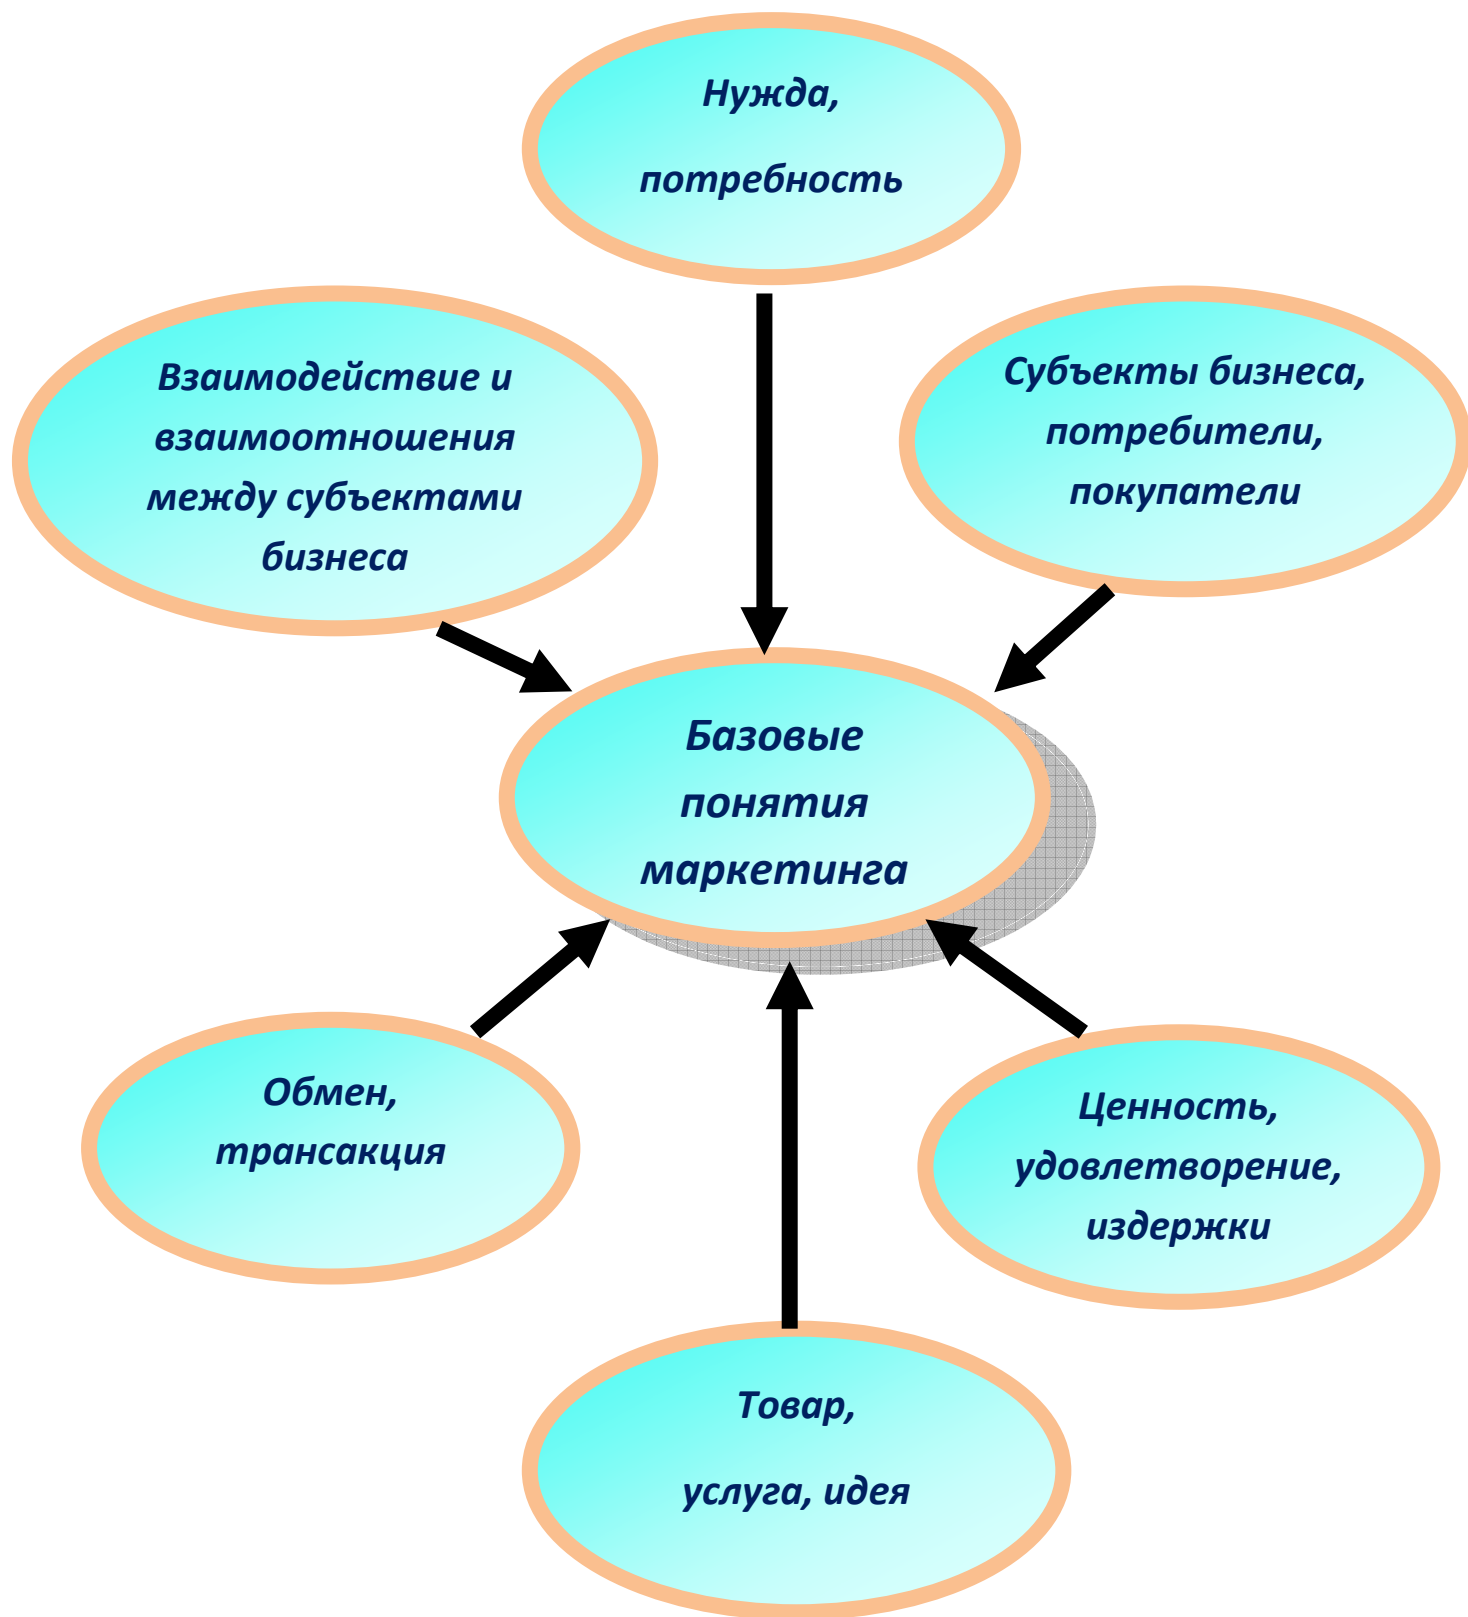 Нужда,
потребность
Взаимодействие и
взаимоотношения
между субъектами
бизнеса
Субъекты бизнеса,
потребители,
покупатели
Базовые
понятия
маркетинга
Обмен,
трансакция
Ценность,
удовлетворение,
издержки
Товар,
услуга, идея